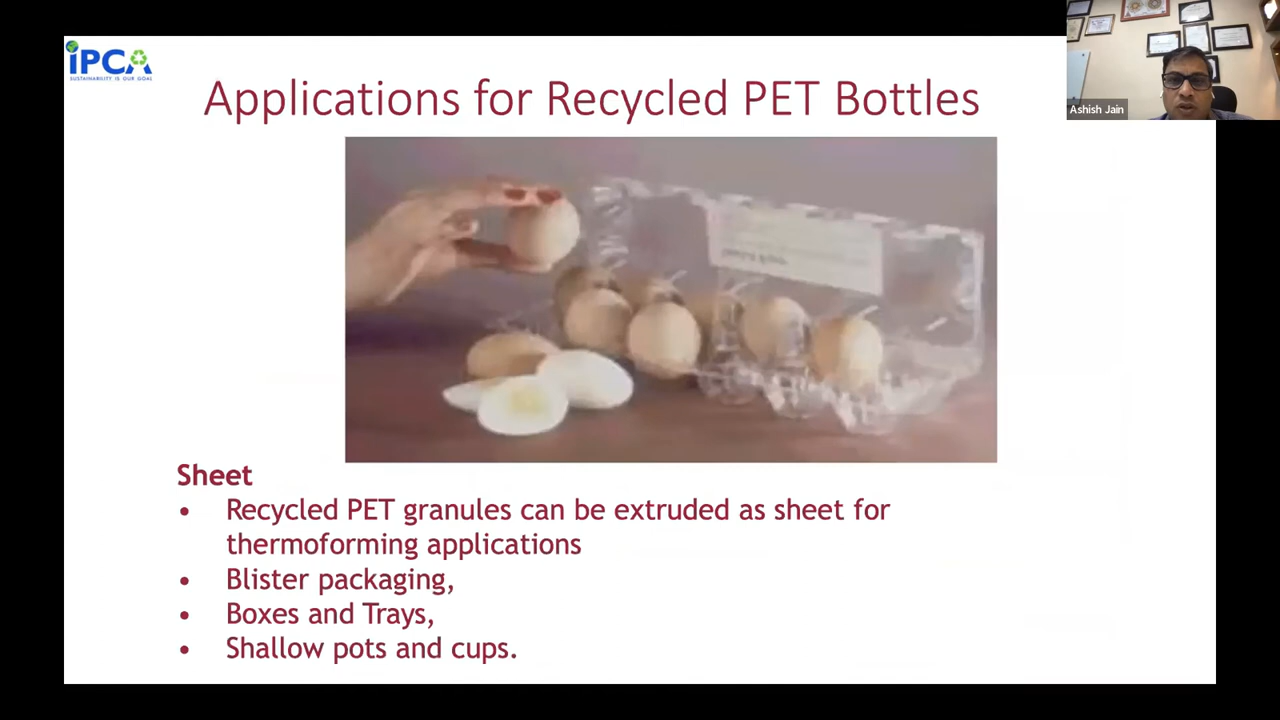 iPCA
SUSTAINABILITY IS OUR GOAL
Applications for Recycled PET Bottles
Ashish Jain
Sheet
• Recycled PET granules can be extruded as sheet for
thermoforming applications
• Blister packaging,
• Boxes and Trays,
• Shallow pots and cups.